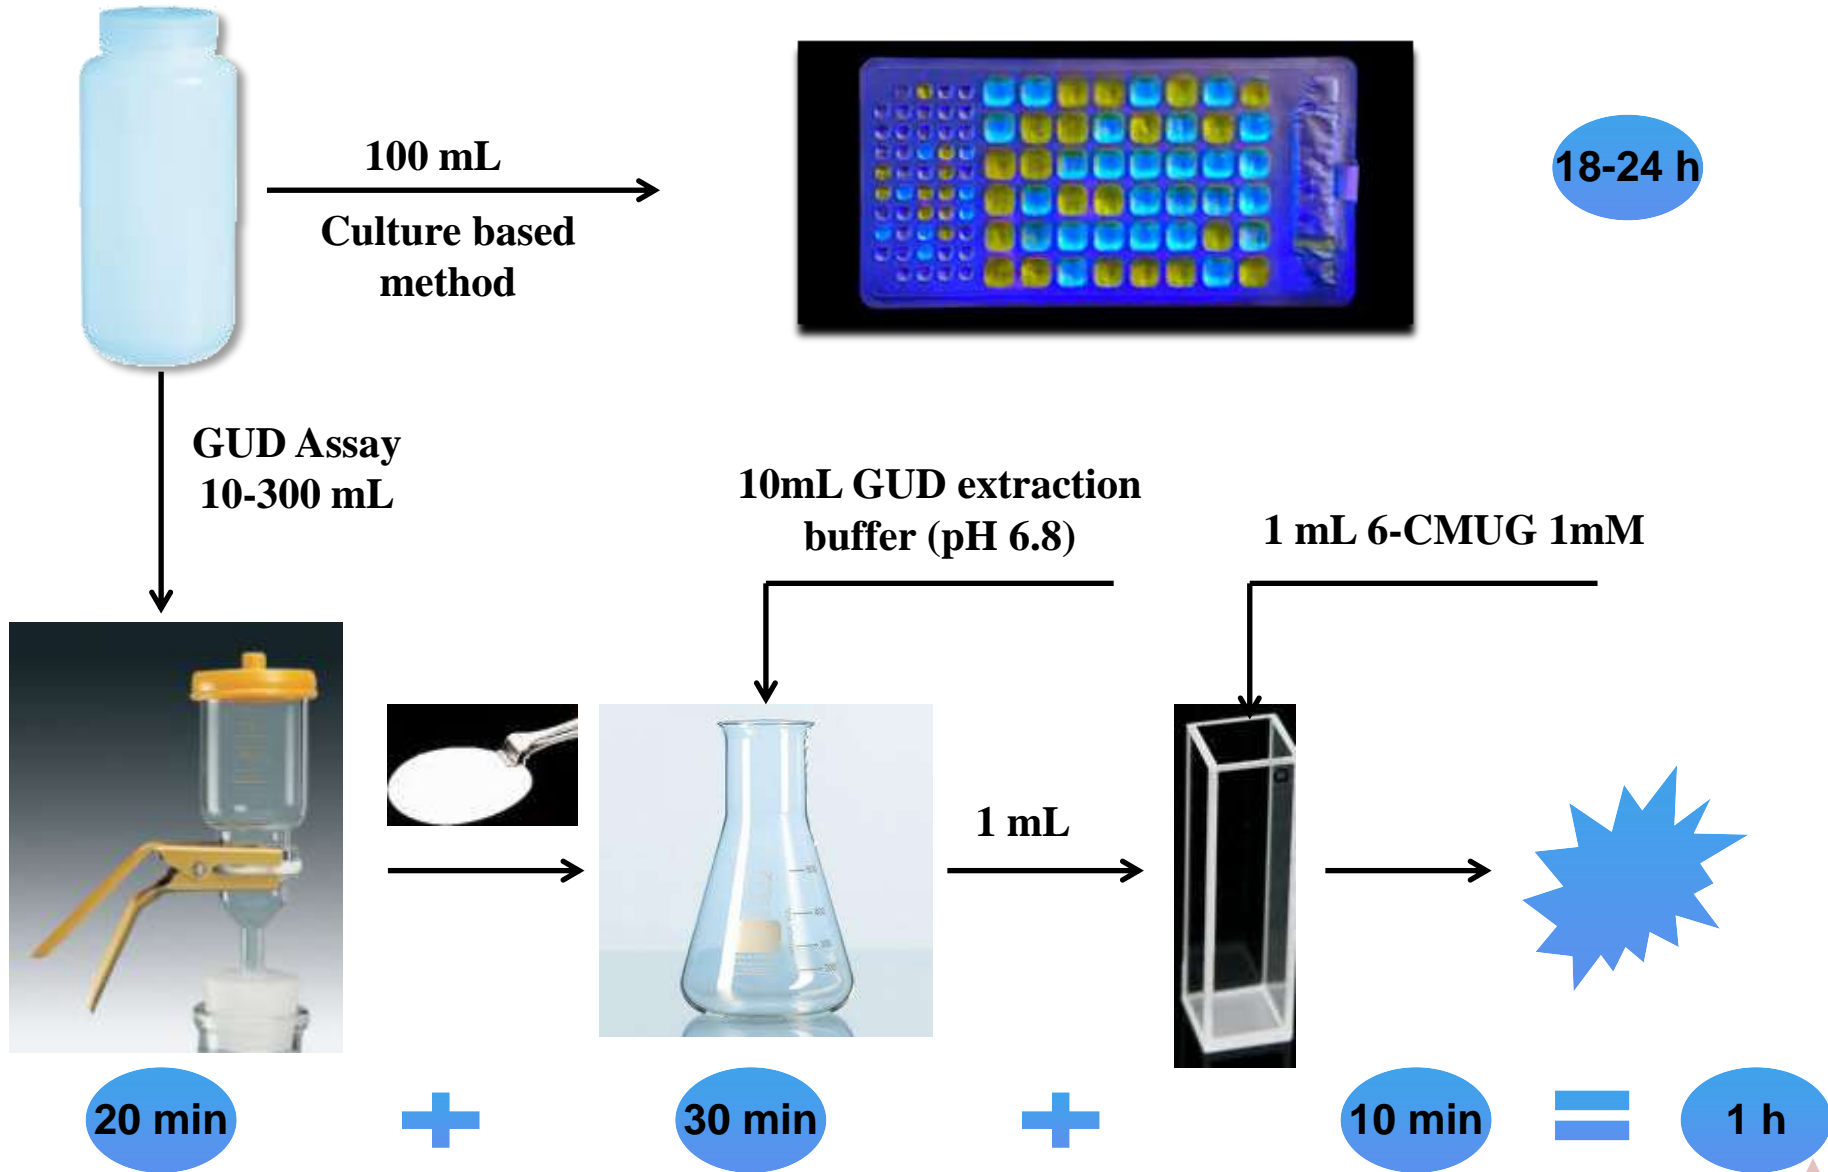 100 mL
Culture based
method
18-24 h
GUD Assay
10-300 mL
10mL GUD extraction
buffer (pH 6.8)
1 mL 6-CMUG 1mM
1 mL
20 min
30 min
10 min
1 h